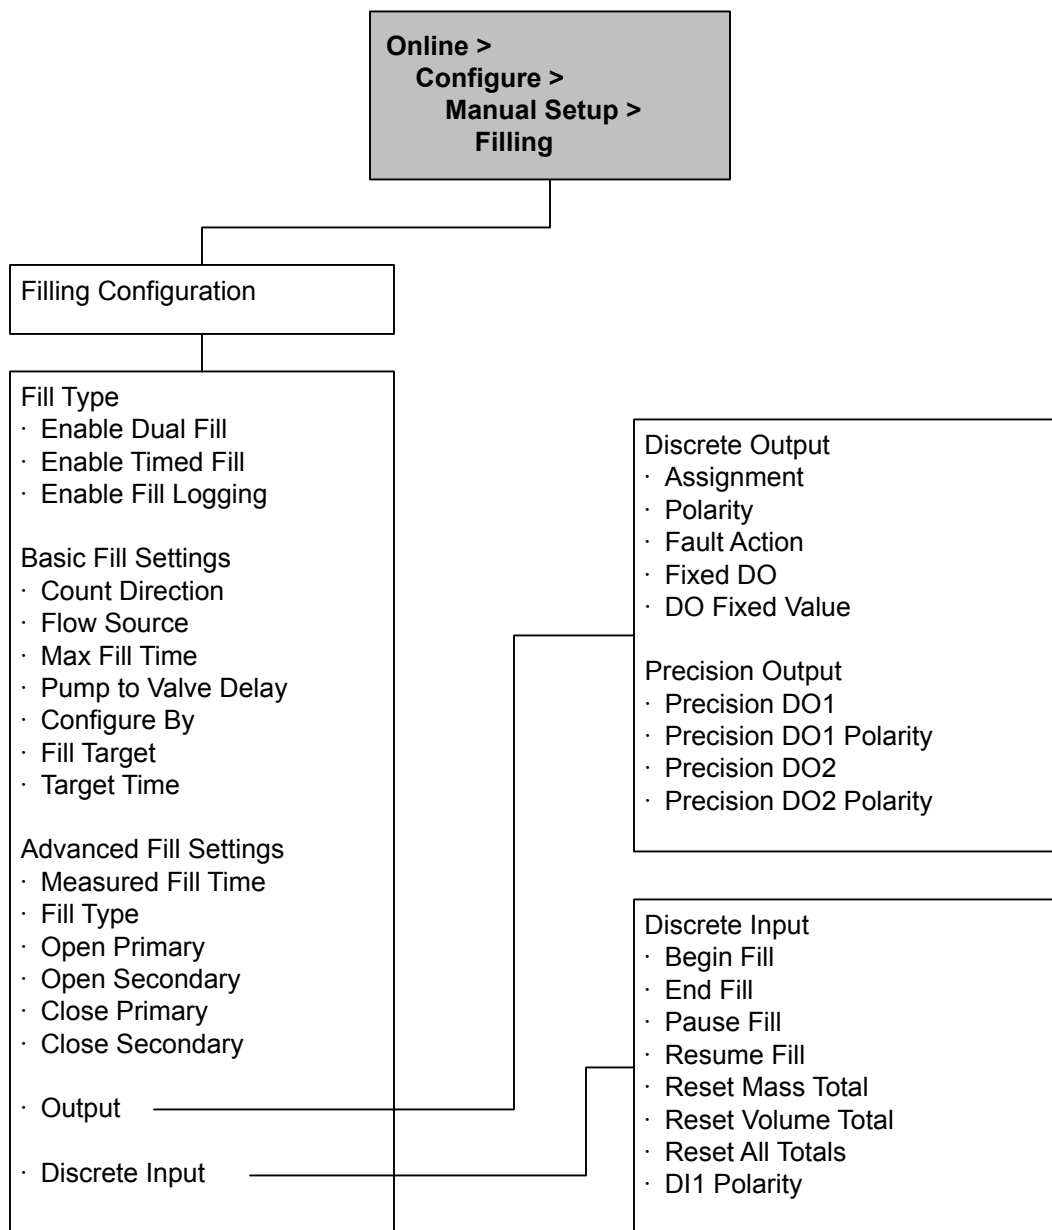 Online >
Configure >
Manual Setup >
Filling
Filling Configuration
Fill Type
· Enable Dual Fill
· Enable Timed Fill
· Enable Fill Logging
Basic Fill Settings
· Count Direction
· Flow Source
· Max Fill Time
· Pump to Valve Delay
· Configure By
· Fill Target
· Target Time
Advanced Fill Settings
· Measured Fill Time
· Fill Type
· Open Primary
· Open Secondary
· Close Primary
· Close Secondary
· Output
· Discrete Input
Discrete Output
· Assignment
· Polarity
· Fault Action
· Fixed DO
· DO Fixed Value
Precision Output
· Precision DO1
· Precision DO1 Polarity
· Precision DO2
· Precision DO2 Polarity
Discrete Input
· Begin Fill
· End Fill
· Pause Fill
· Resume Fill
· Reset Mass Total
· Reset Volume Total
· Reset All Totals
· DI1 Polarity